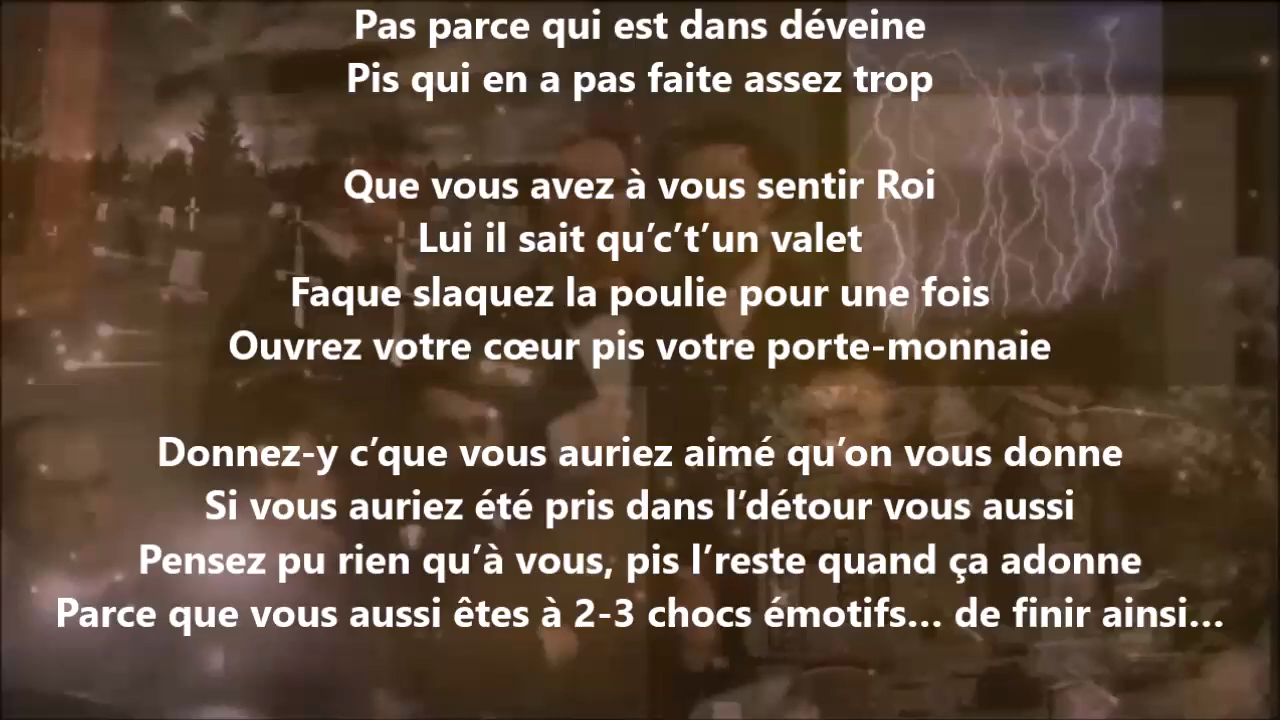 Pas parce qui est dans déveine
Pis qui en a pas faite assez trop
Que vous avez à vous sentir Roi
Lui il sait qu’c’t’un valet
Faque slaquez la poulie pour une fois
Ouvrez votre cœur pis votre porte-monnaie
Donnez-y c’que vous auriez aimé qu’on vous donne
Si vous auriez été pris dans l’détour vous aussi
Pensez pu rien qu’à vous, pis l’reste quand ça adonne
Parce que vous aussi êtes à 2-3 chocs émotifs... de finir ainsi...